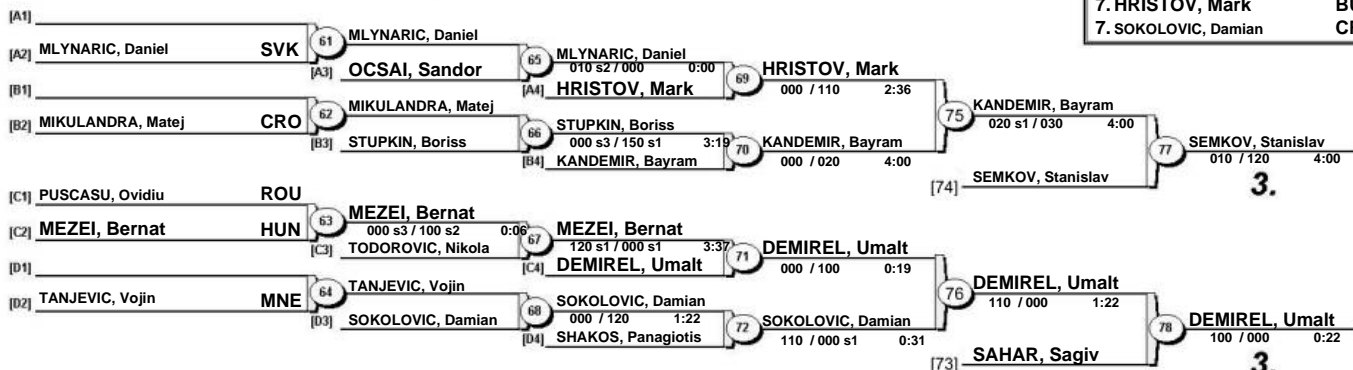 7. HRISTOV, Mark
7. SOKOLOVIC, Damian
[A1]
[A2] MLYNARIC, Daniel SVK
61 MLYNARIC, Daniel
[A3] OCSAI, Sandor
65 MLYNARIC, Daniel
010 s2 / 000 0:00
[A4] HRISTOV, Mark
69 HRISTOV, Mark
000 / 110 2:36
[B1]
[B2] MIKULANDRA, Matej CRO
62 MIKULANDRA, Matej
[B3] STUPKIN, Boriss
66 STUPKIN, Boriss
000 s3 / 150 s1 3:19
[B4] KANDEMIR, Bayram
70 KANDEMIR, Bayram
000 / 020 4:00
75 KANDEMIR, Bayram
020 s1 / 030 4:00
[74] SEMKOV, Stanislav
77 SEMKOV, Stanislav
010 / 120 4:00
3.
[C1] PUSCASU, Ovidiu ROU
[C2] MEZEI, Bernat HUN
63 MEZEI, Bernat
000 s3 / 100 s2 0:06
[C3] TODOROVIC, Nikola
67 MEZEI, Bernat
120 s1 / 000 s1 3:37
[C4] DEMIREL, Umalt
71 DEMIREL, Umalt
000 / 100 0:19
[D1]
[D2] TANJEVIC, Vojin MNE
64 TANJEVIC, Vojin
[D3] SOKOLOVIC, Damian
68 SOKOLOVIC, Damian
000 / 120 1:22
[D4] SHAKOS, Panagiotis
72 SOKOLOVIC, Damian
110 / 000 s1 0:31
76 DEMIREL, Umalt
110 / 000 1:22
[73] SAHAR, Sagiv
78 DEMIREL, Umalt
100 / 000 0:22
3.